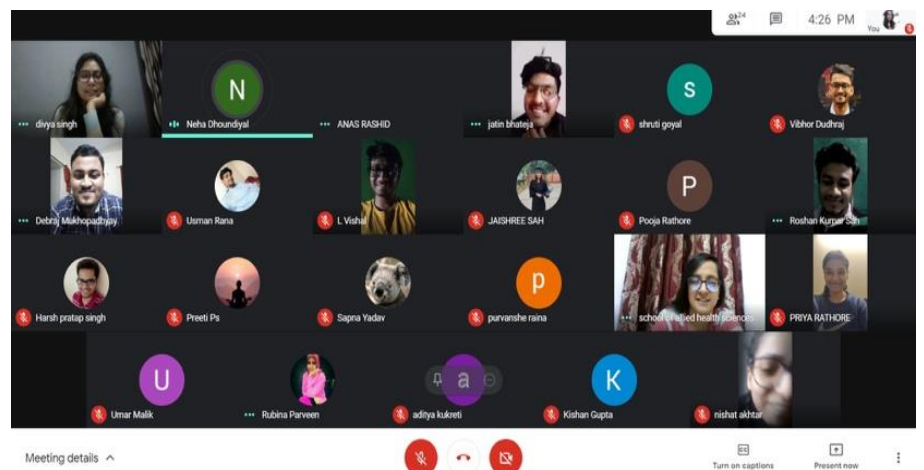 24
4:26 PM
You
divya singh
N
Neha Dhoundiyal
ANAS RASHID
jatin bhateja
s
shruti goyal
Vibhor Dudhraj
Debraj Mukhopadhyay
Usman Rana
L Vishal
JAISHREE SAH
P
Pooja Rathore
Roshan Kumar Sah
Harsh pratap singh
Preeti Ps
Sapna Yadav
p
purvanshe raina
school of allied health sciences
PRIYA RATHORE
U
Umar Malik
Rubina Parveen
a
aditya kukreti
K
Kishan Gupta
nishat akhtar
Meeting details
CC
Turn on captions
Present now